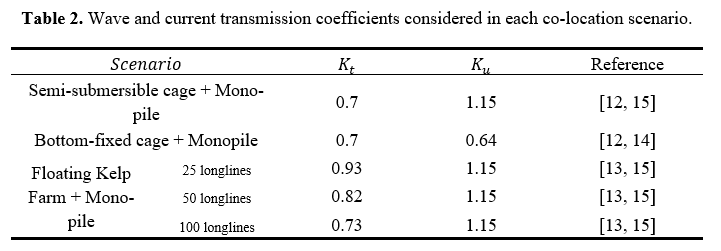 Table 2. Wave and current transmission coefficients considered in each co-location scenario.
Scenario K_t K_u Reference
Semi-submersible cage + Mono-
pile 0.7 1.15 [12, 15]
Bottom-fixed cage + Monopile 0.7 0.64 [12, 14]
Floating Kelp 25 longlines 0.93 1.15 [13, 15]
Farm + Mono- 50 longlines 0.82 1.15 [13, 15]
pile 100 longlines 0.73 1.15 [13, 15]